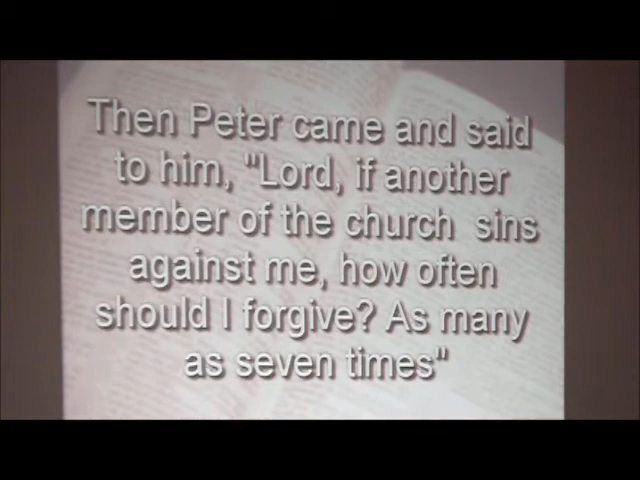 Then Peter came and said
to him, "Lord, if another
member of the church sins
against me, how often
should I forgive? As many
as seven times"